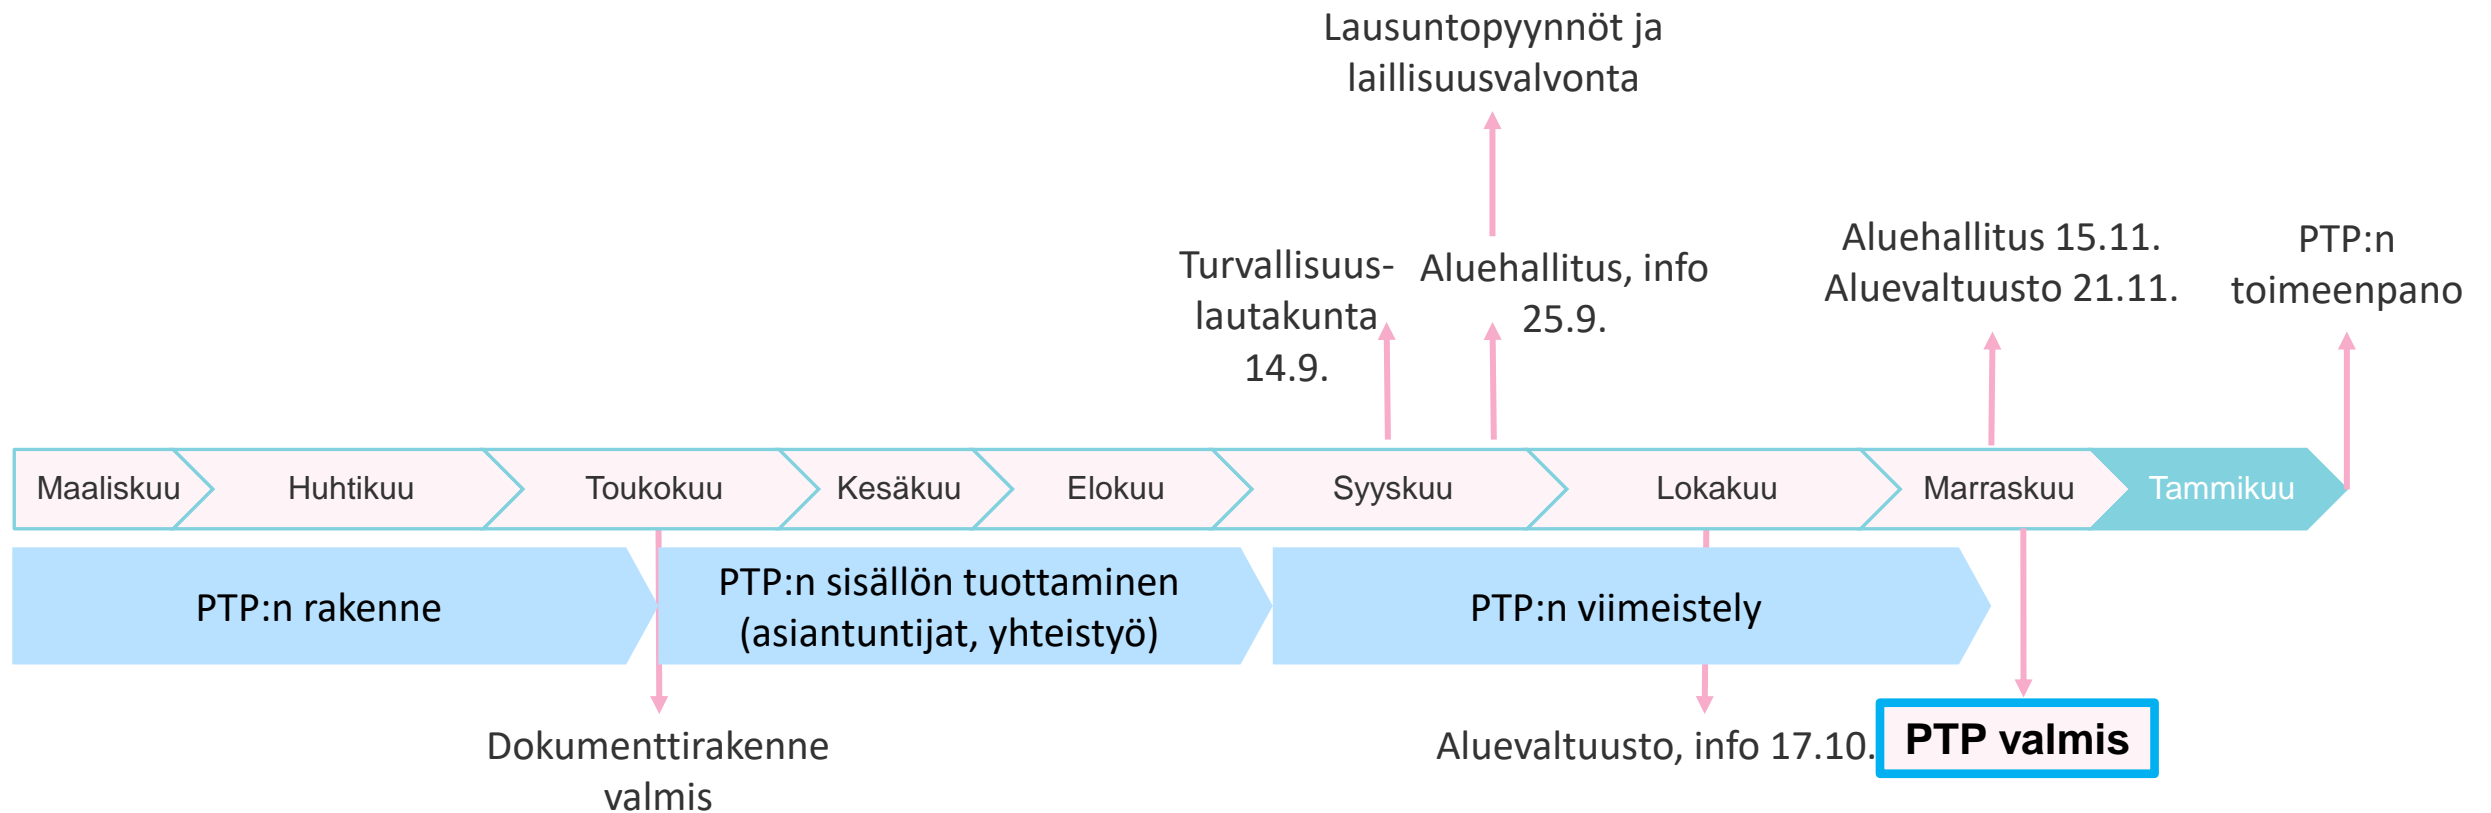 Lausuntopyynnöt ja
laillisuusvalvonta
Turvallisuus-
lautakunta
14.9.
Aluehallitus, info
25.9.
Aluehallitus 15.11.
Aluevaltuusto 21.11.
PTP:n
toimeenpano
Maaliskuu
Huhtikuu
Toukokuu
Kesäkuu
Elokuu
Syyskuu
Lokakuu
Marraskuu
Tammikuu
PTP:n rakenne
PTP:n sisällön tuottaminen
(asiantuntijat, yhteistyö)
PTP:n viimeistely
Dokumenttirakenne
valmis
Aluevaltuusto, info 17.10.
PTP valmis